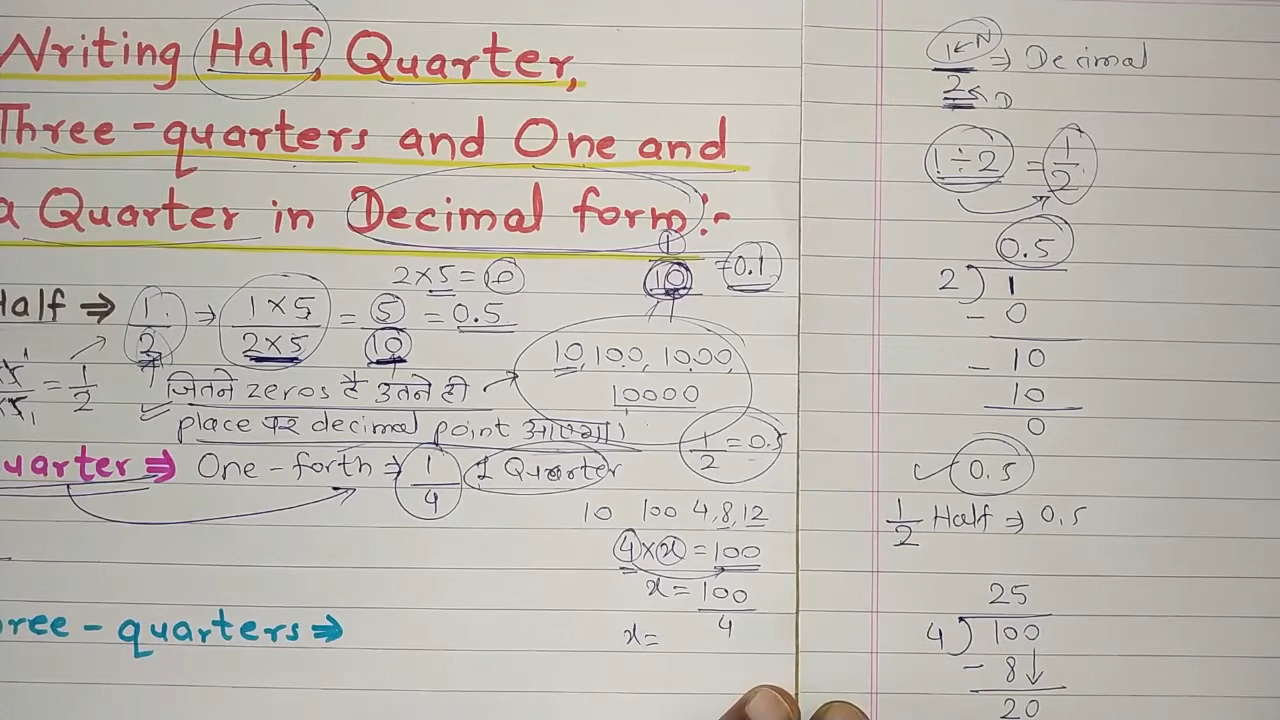 Writing Half, Quarter,
Three-quarters and One and
a Quarter in Decimal form:-
2×5=10
1/10 =0.1
Half ⇒ 1/2 ⇒ 1×5/2×5 = 5/10 = 0.5
10,100,1000,
10000
= 1/2
जितने zeros है उतने ही
place पर decimal point आएगा।
1/2 = 0.5
Quarter ⇒ One-forth ⇒ 1/4 1 Quarter
10 100 4,8,12
4×x=100
x=100/4
x=
Three-quarters⇒
1←N/2←D ⇒ Decimal
1÷2 = 1/2
0.5
2)1
- 0
10
- 10
0
✓ 0.5
1/2 Half ⇒ 0.5
25
4)100
- 8↓
20